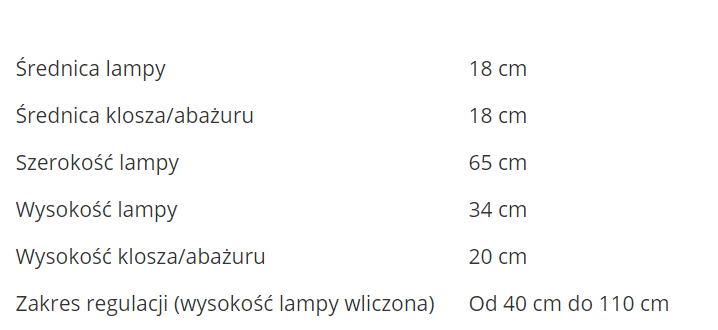 Średnica lampy 18 cm
Średnica klosza/abażuru 18 cm
Szerokość lampy 65 cm
Wysokość lampy 34 cm
Wysokość klosza/abażuru 20 cm
Zakres regulacji (wysokość lampy wliczona) Od 40 cm do 110 cm